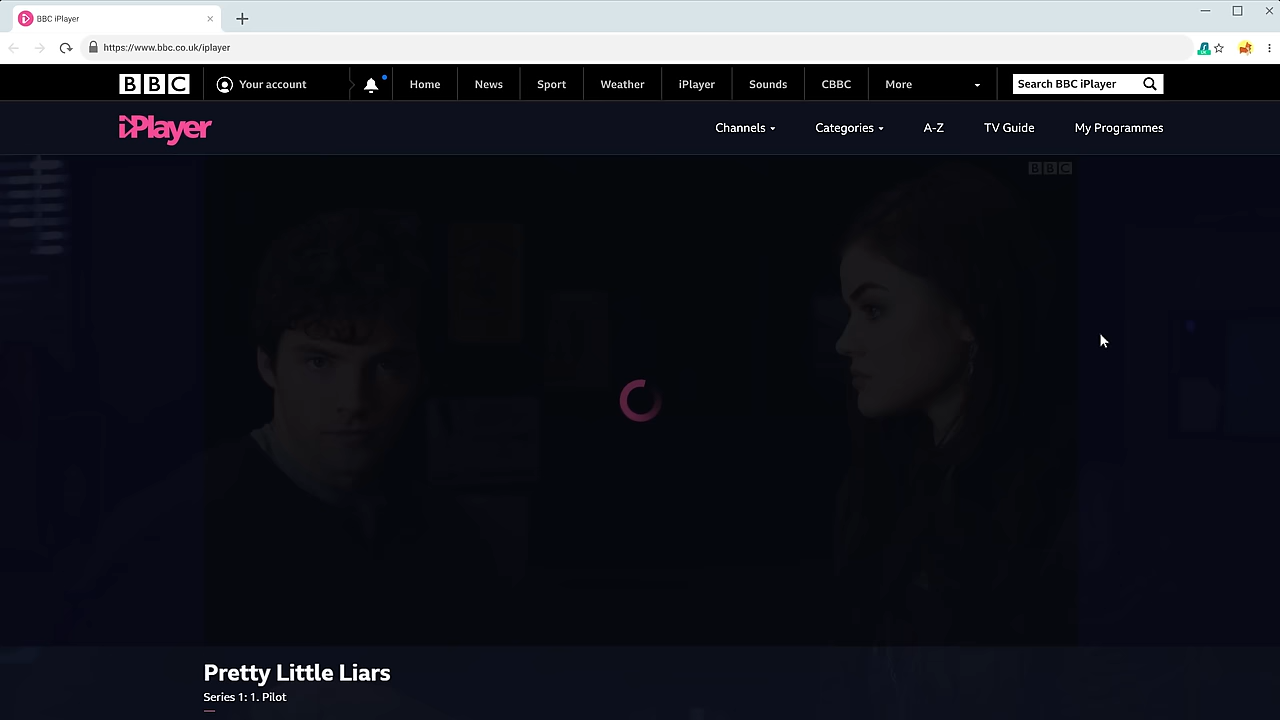 BBC iPlayer
https://www.bbc.co.uk/iplayer
BBC Your account Home News Sport Weather iPlayer Sounds CBBC More Search BBC iPlayer
iPlayer Channels Categories A-Z TV Guide My Programmes
BBC
Pretty Little Liars
Series 1: 1. Pilot